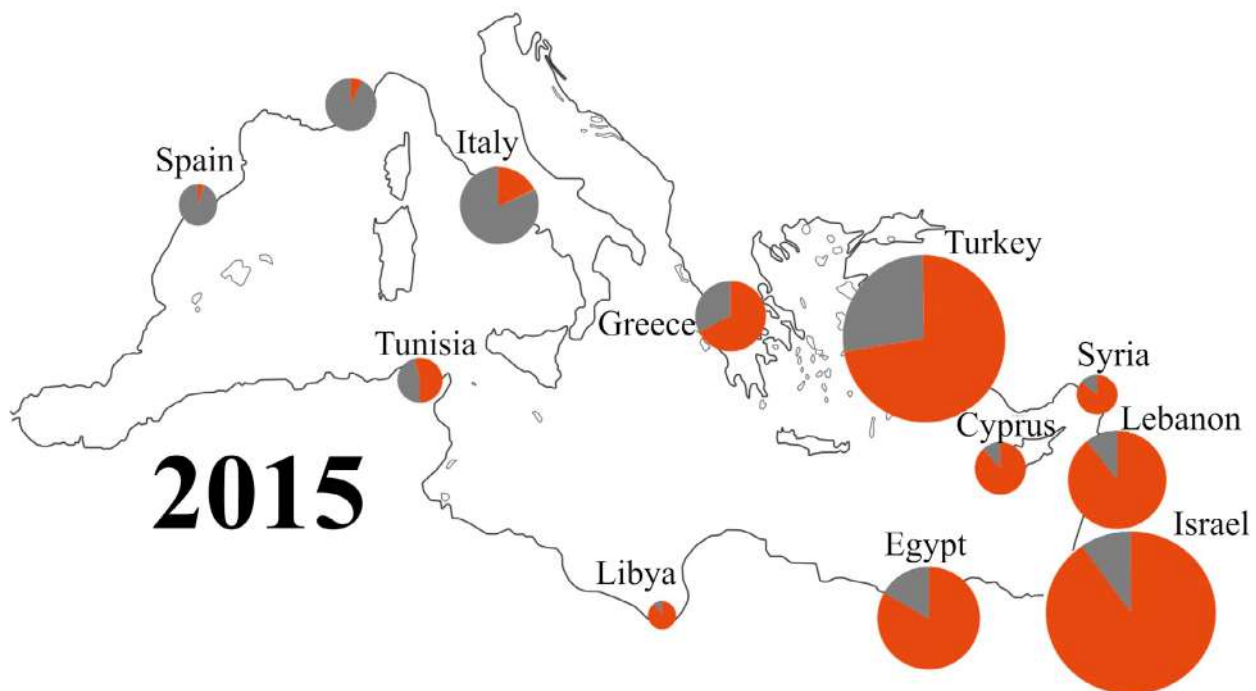 Italy
Spain
Turkey
Greece
Tunisia
Syria
Cyprus
Lebanon
2015
Israel
Egypt
Libya